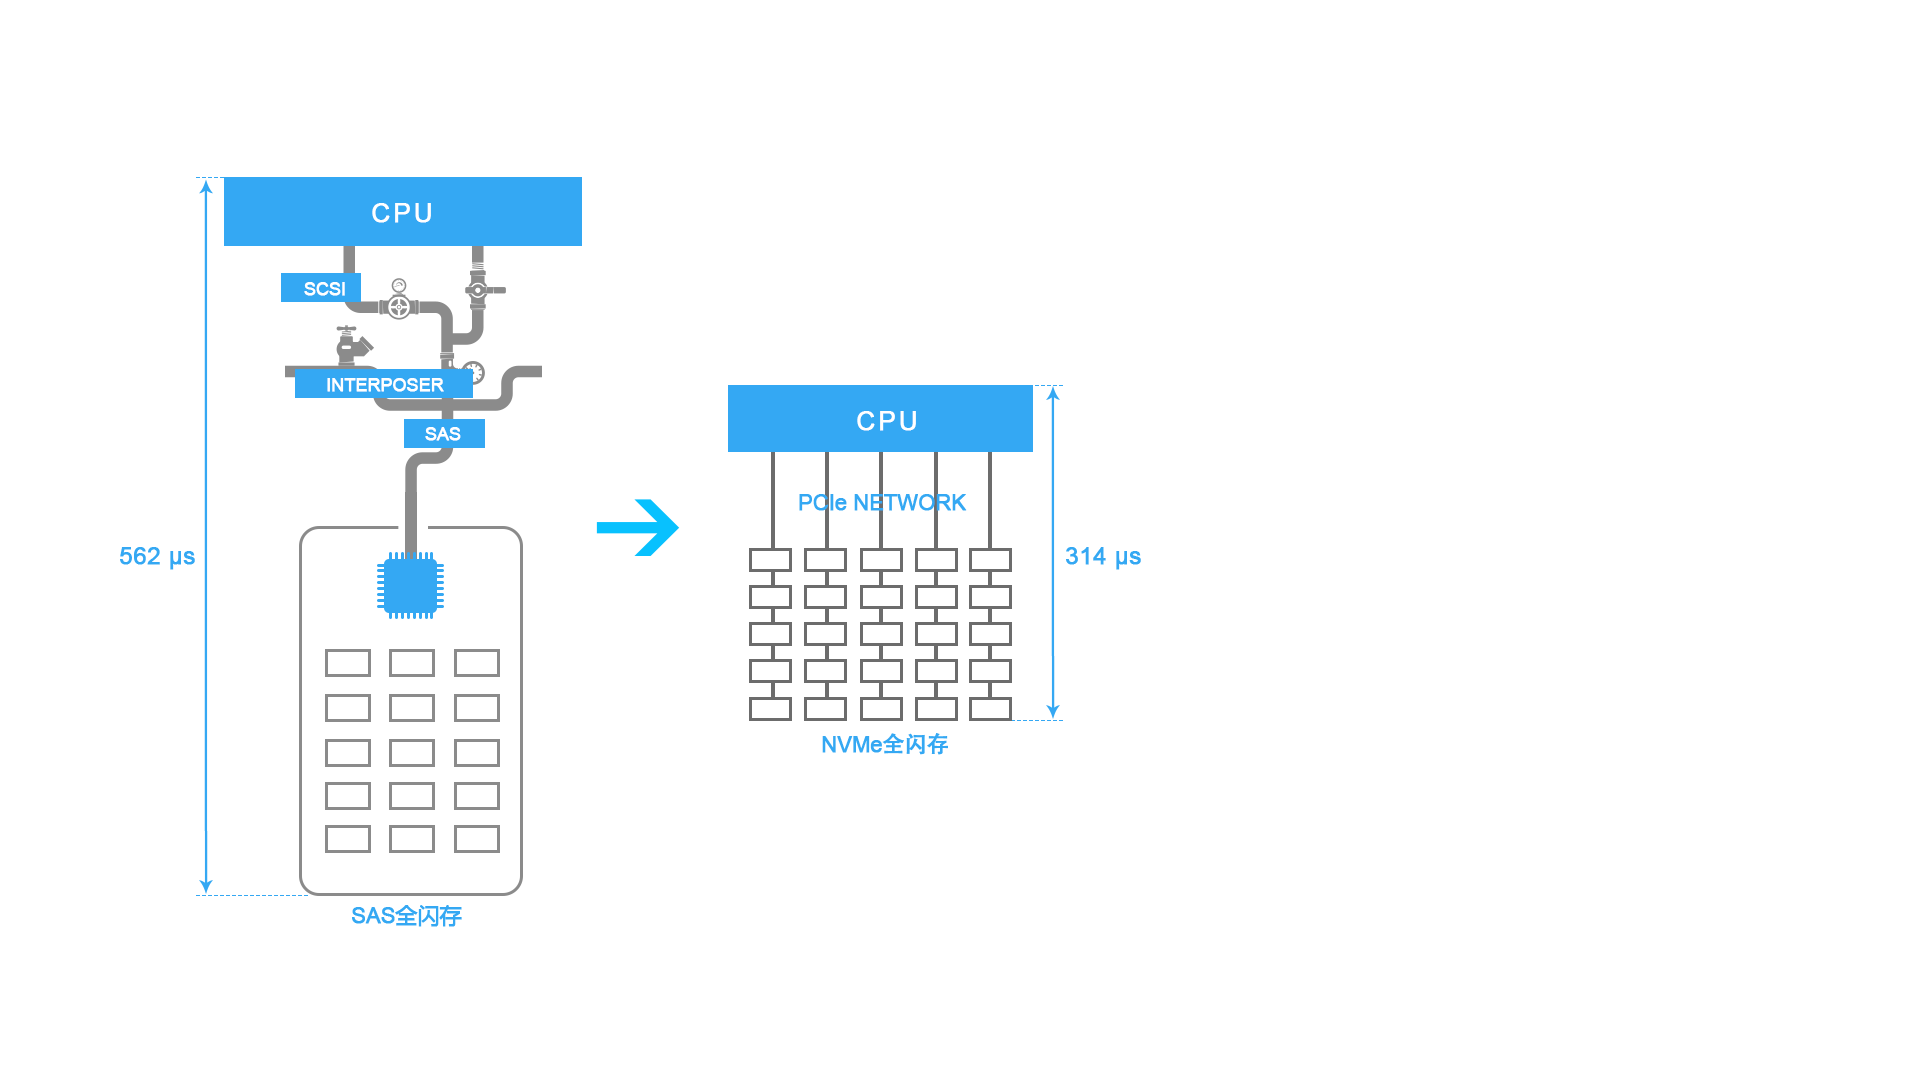 CPU
SCSI
INTERPOSER
SAS
562 μs
SAS全闪存
CPU
PCIe NETWORK
314 μs
NVMe全闪存